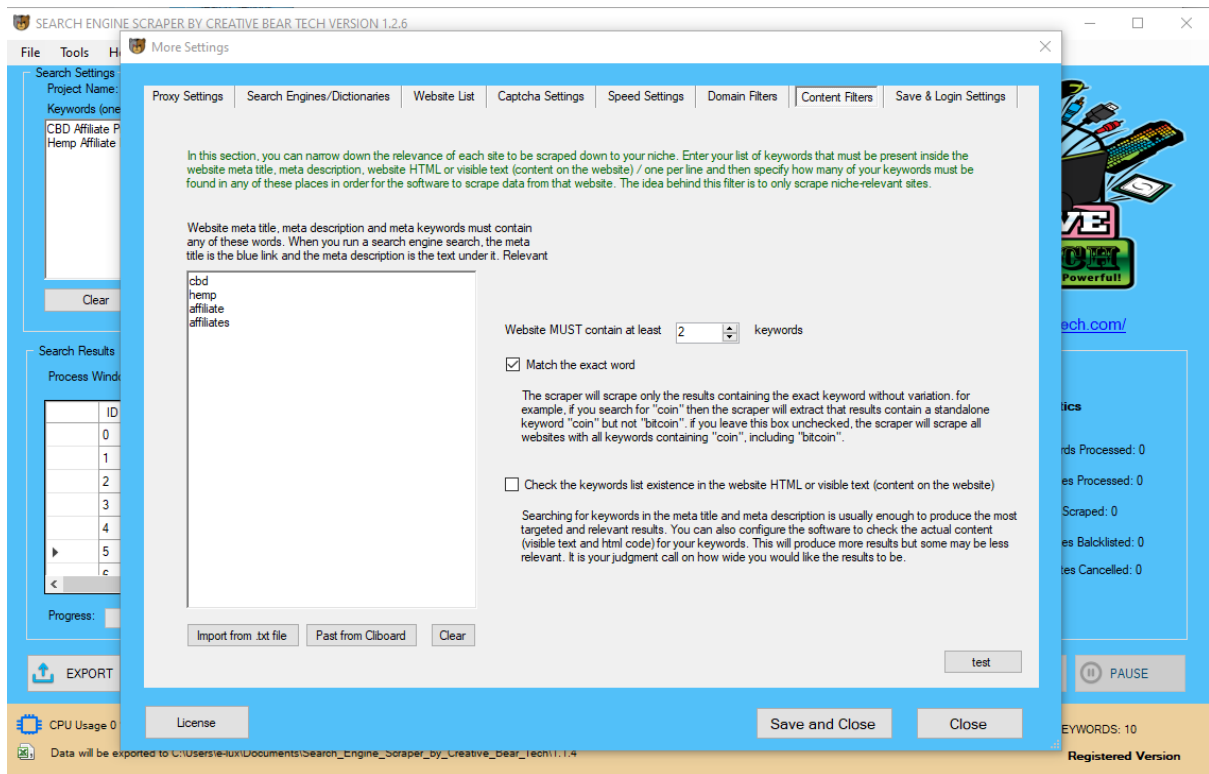 SEARCH ENGINE SCRAPER BY CREATIVE BEAR TECH VERSION 1.2.6
File Tools
More Settings
Search Settings
Project Name:
Keywords (one
CBD Affiliate P
Hemp Affiliate
Clear
Proxy Settings
Search Engines/Dictionaries
Website List
Captcha Settings
Speed Settings
Domain Filters
Content Filters
Save & Login Settings
In this section, you can narrow down the relevance of each site to be scraped down to your niche. Enter your list of keywords that must be present inside the
website meta title, meta description, website HTML or visible text (content on the website) / one per line and then specify how many of your keywords must be
found in any of these places in order for the software to scrape data from that website. The idea behind this filter is to only scrape niche-relevant sites.
Website meta title, meta description and meta keywords must contain
any of these words. When you run a search engine search, the meta
title is the blue link and the meta description is the text under it. Relevant
cbd
hemp
affiliate
affiliates
Website MUST contain at least 2 keywords
Match the exact word
The scraper will scrape only the results containing the exact keyword without variation. for
example, if you search for "coin" then the scraper will extract that results contain a standalone
keyword "coin" but not "bitcoin". if you leave this box unchecked, the scraper will scrape all
websites with all keywords containing "coin", including "bitcoin".
Check the keywords list existence in the website HTML or visible text (content on the website)
Searching for keywords in the meta title and meta description is usually enough to produce the most
targeted and relevant results. You can also configure the software to check the actual content
(visible text and html code) for your keywords. This will produce more results but some may be less
relevant. It is your judgment call on how wide you would like the results to be.
Import from .txt file
Past from Cliboard
Clear
test
License
Save and Close
Close
Search Results
Process Windo
ID
0
1
2
3
4
5
6
Progress:
EXPORT
VE
CH
Powerful!
ech.com/
tics
rds Processed: 0
es Processed: 0
Scraped: 0
es Balcklisted: 0
tes Cancelled: 0
PAUSE
CPU Usage 0
EYWORDS: 10
Data will be exported to C:\Users\e-lux\Documents\Search_Engine_Scraper_by_Creative_Bear_Tech\1.1.4
Registered Version